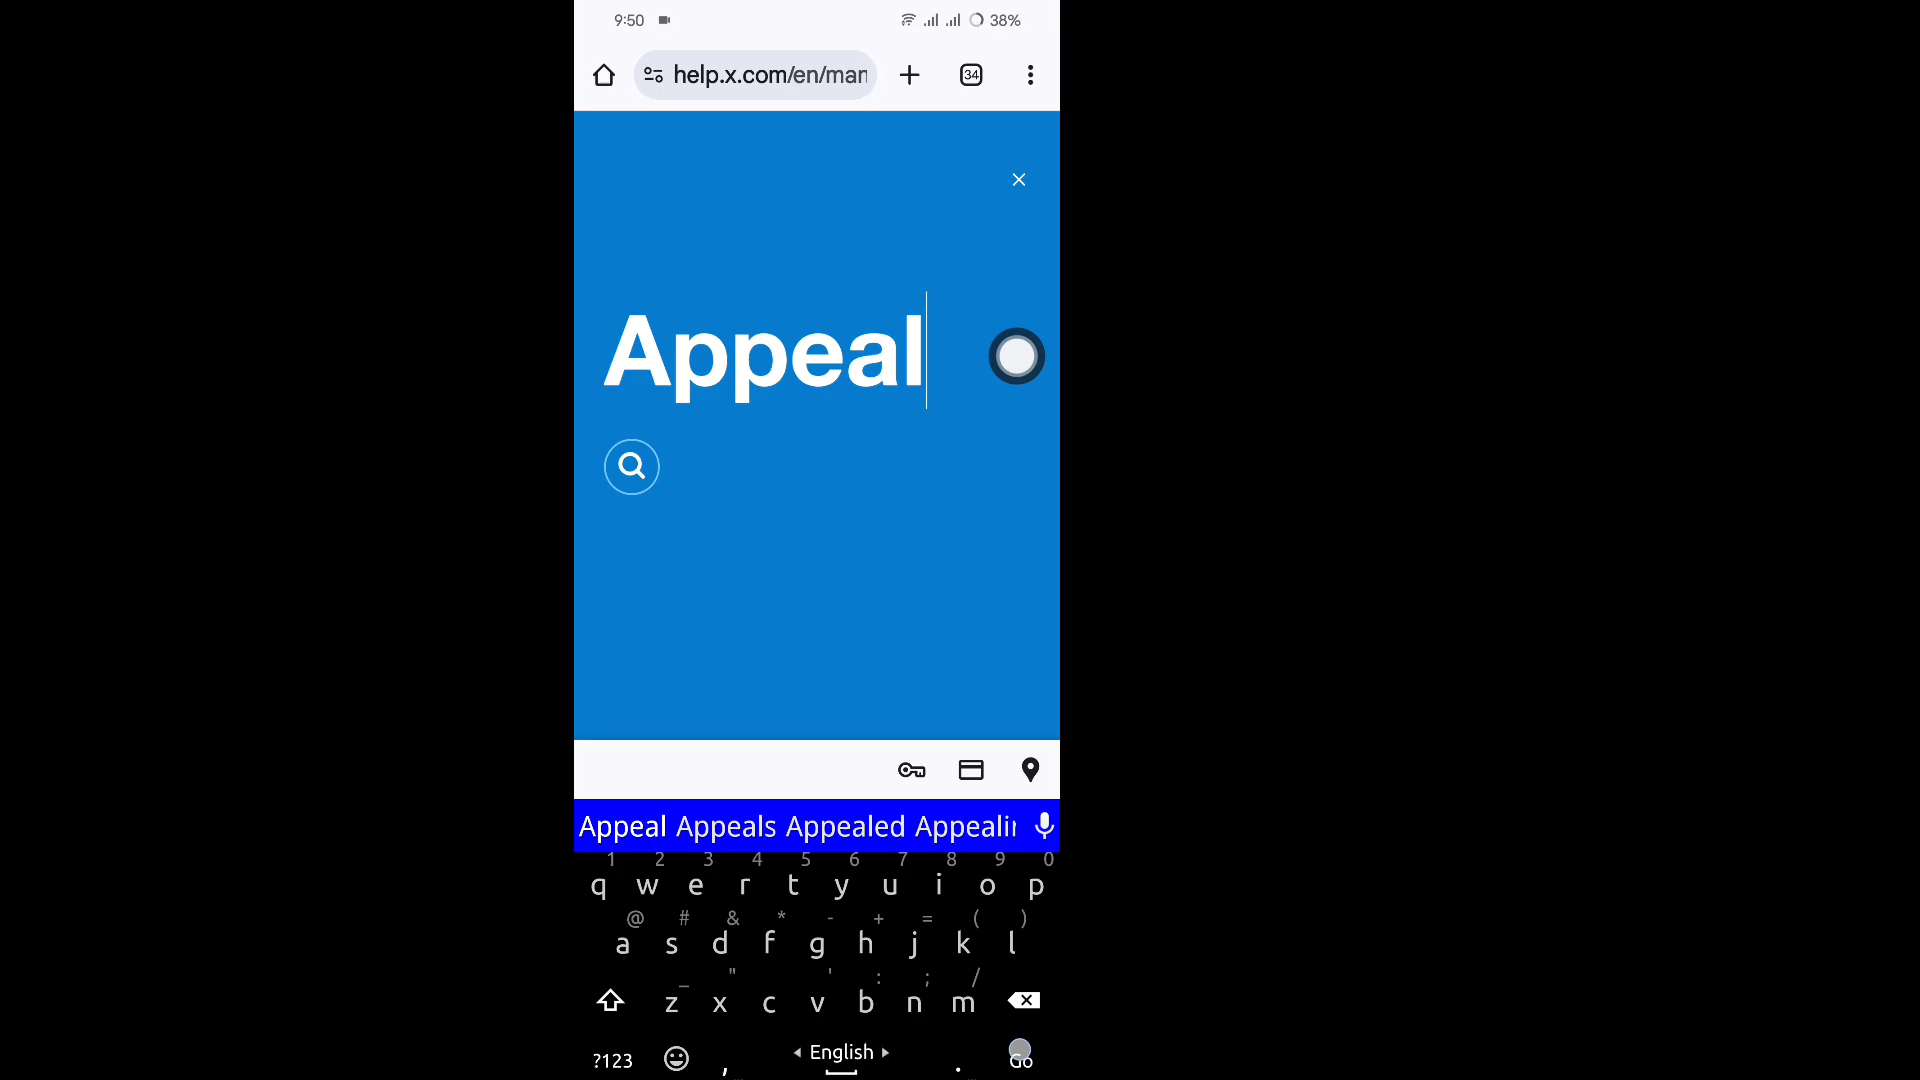 9:50 38%
help.x.com/en/man 34
Appeal
Appeal Appeals Appealed Appealin
1 2 3 4 5 6 7 8 9 0
q w e r t y u i o p
@ # & * - + = ( )
a s d f g h j k l
_ " ' : ; /
z x c v b n m
?123 , English . Go